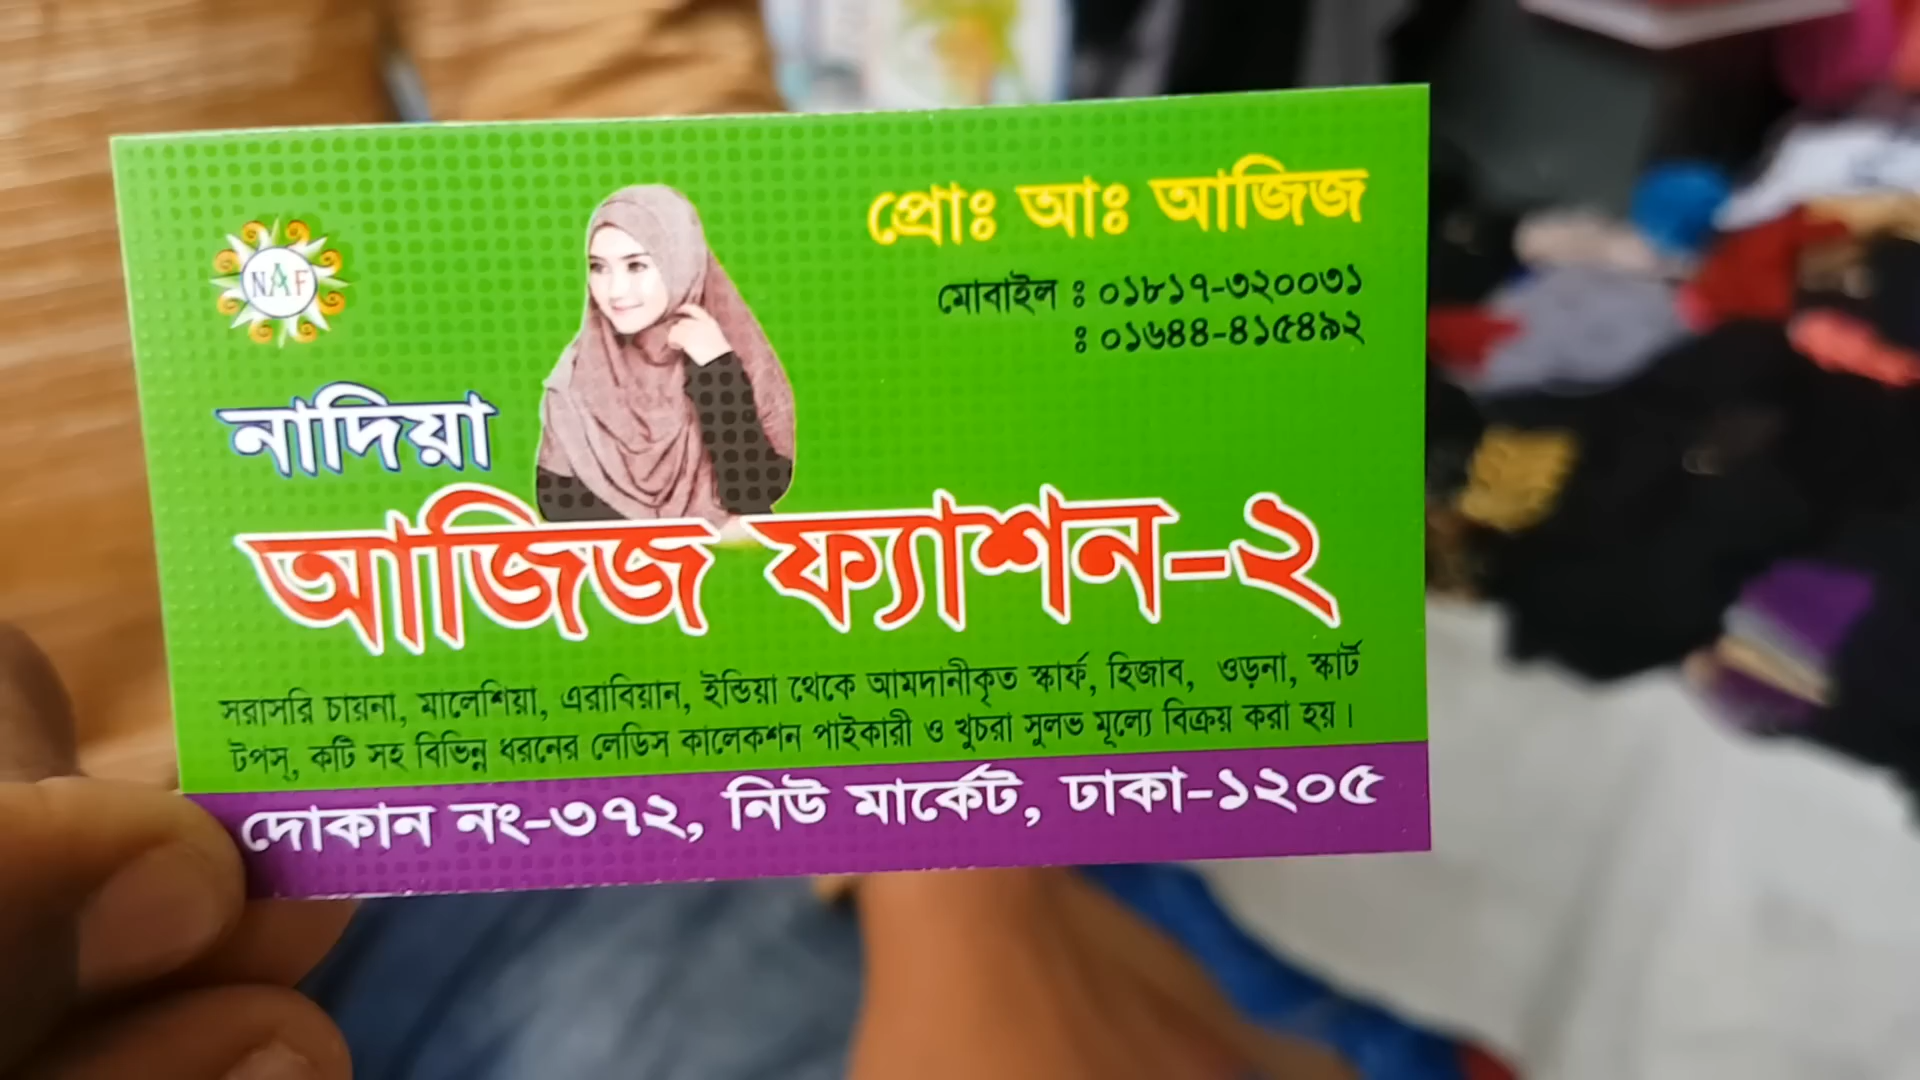 NAF
প্রোঃ আঃ আজিজ
মোবাইল : ০১৮১৭-৩২০০৩১
: ০১৬৪৪-৪১৫৪৯২
নাদিয়া
আজিজ ফ্যাশন-২
সরাসরি চায়না, মালেশিয়া, এরাবিয়ান, ইন্ডিয়া থেকে আমদানীকৃত স্কার্ফ, হিজাব, ওড়না, স্কার্ট
টপস্, কটি সহ বিভিন্ন ধরনের লেডিস কালেকশন পাইকারী ও খুচরা সুলভ মূল্যে বিক্রয় করা হয়।
দোকান নং-৩৭২, নিউ মার্কেট, ঢাকা-১২০৫